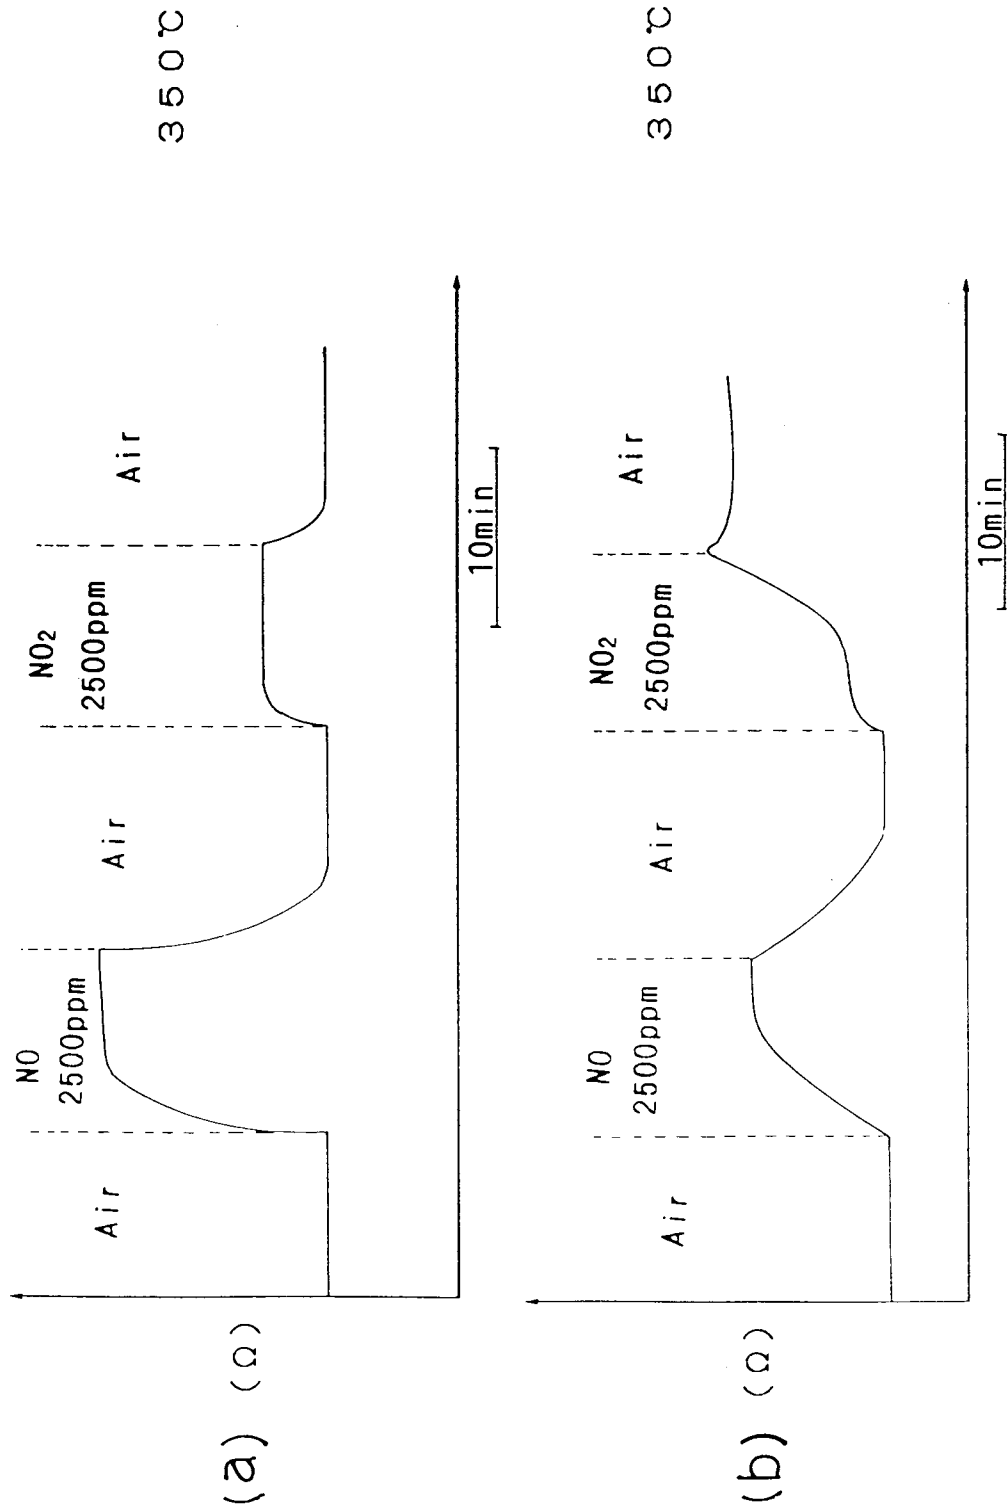 (a) (Ω)
350℃
Air
NO
2500ppm
Air
NO₂
2500ppm
Air
10min
(b) (Ω)
350℃
Air
NO
2500ppm
Air
NO₂
2500ppm
Air
10min